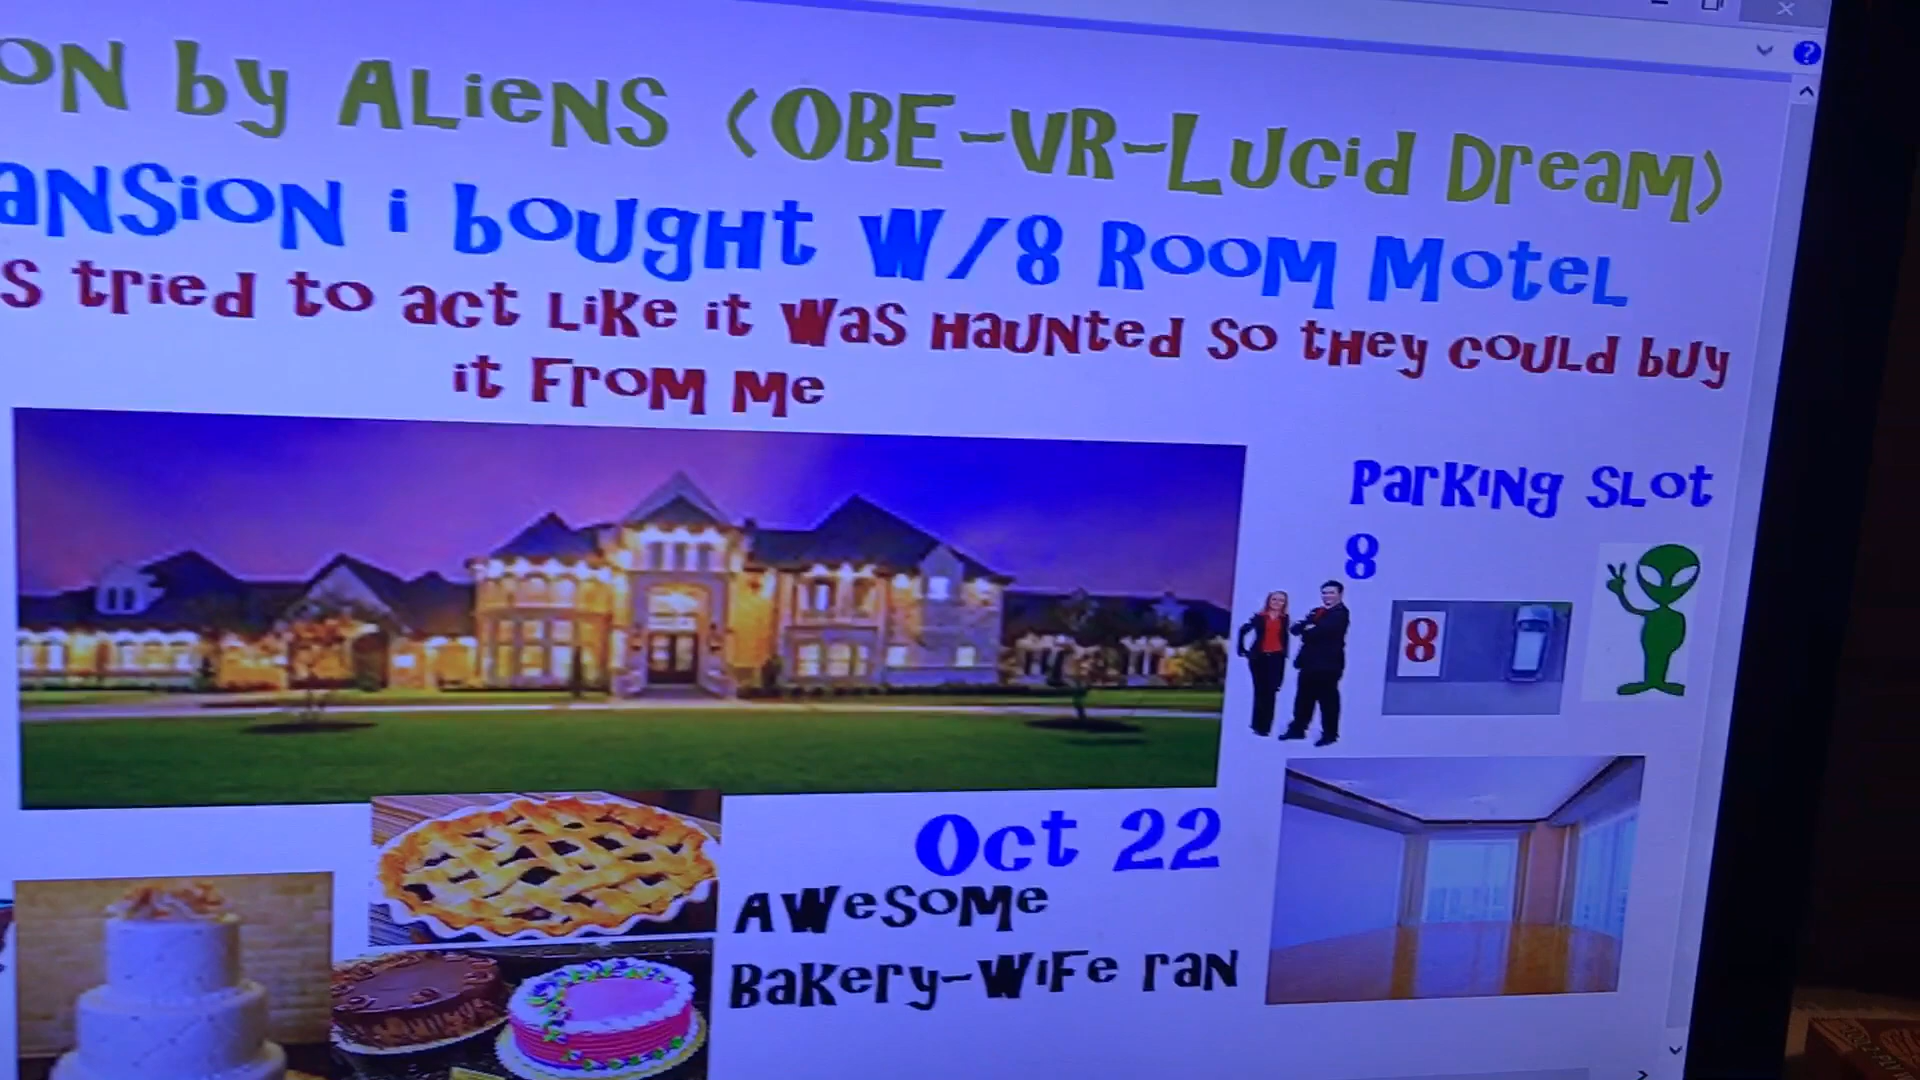 ON by ALiENS (OBE-VR-Lucid Dream)
ANSiON i bought W/8 ROOM MOteL
S tried to act Like it Was HaUNted So tHey coULd bUy
it FroM Me
ParkiNg SLot
8
8
Oct 22
AWeSoMe
BaKery-WiFe raN